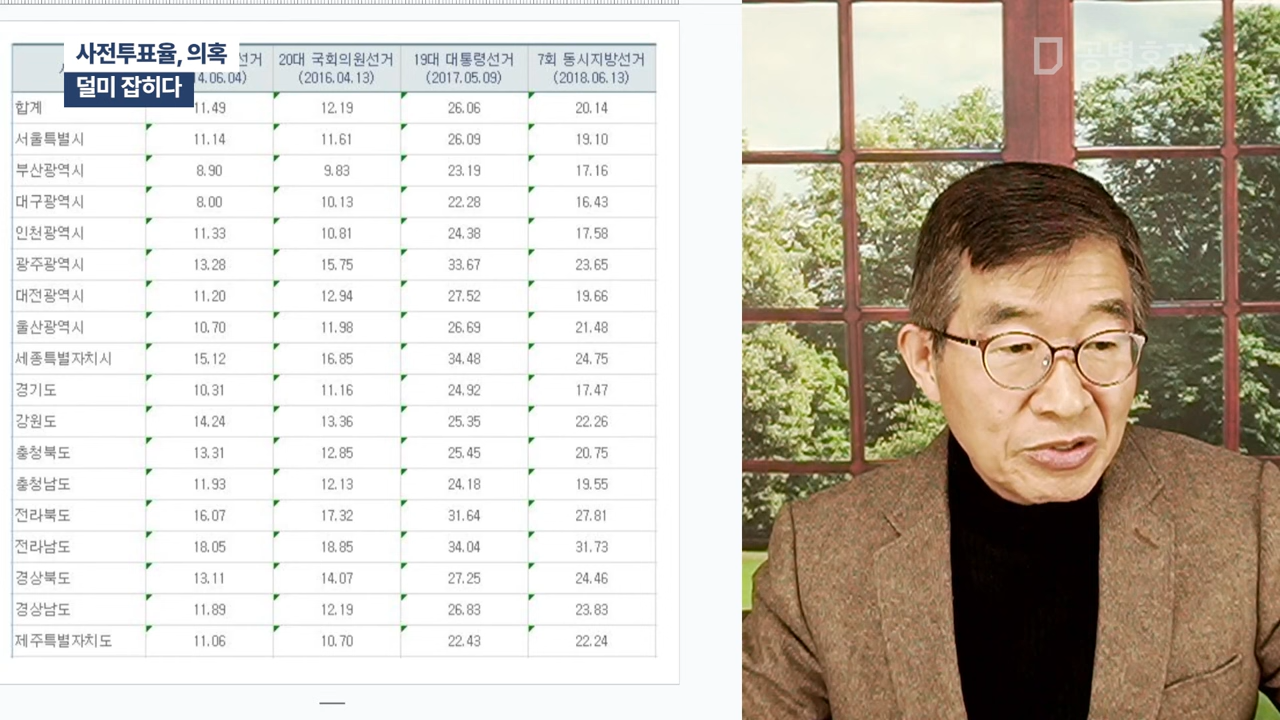 사전투표율, 의혹
덜미 잡히다
선거 20대 국회의원선거 19대 대통령선거 7회 동시지방선거
(2016.04.13) (2017.05.09) (2018.06.13)
합계 11.49 12.19 26.06 20.14
서울특별시 11.14 11.61 26.09 19.10
부산광역시 8.90 9.83 23.19 17.16
대구광역시 8.00 10.13 22.28 16.43
인천광역시 11.33 10.81 24.38 17.58
광주광역시 13.28 15.75 33.67 23.65
대전광역시 11.20 12.94 27.52 19.66
울산광역시 10.70 11.98 26.69 21.48
세종특별자치시 15.12 16.85 34.48 24.75
경기도 10.31 11.16 24.92 17.47
강원도 14.24 13.36 25.35 22.26
충청북도 13.31 12.85 25.45 20.75
충청남도 11.93 12.13 24.18 19.55
전라북도 16.07 17.32 31.64 27.81
전라남도 18.05 18.85 34.04 31.73
경상북도 13.11 14.07 27.25 24.46
경상남도 11.89 12.19 26.83 23.83
제주특별자치도 11.06 10.70 22.43 22.24